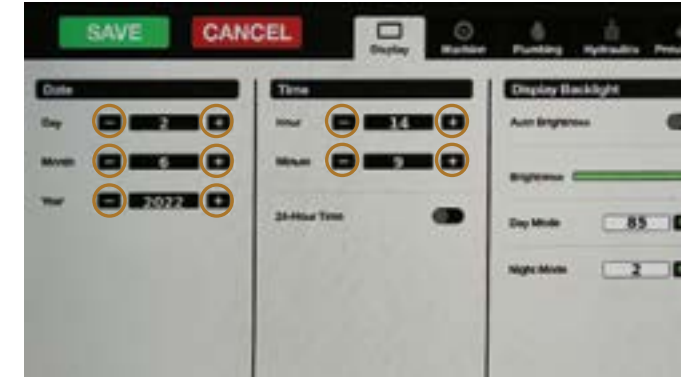 SAVE CANCEL Display Machine Plumbing Hydraulics
Date
Day - 2 +
Month - 6 +
Year - 2022 +
Time
Hour - 14 +
Minute - 9 +
24-Hour Time
Display Backlight
Auto Brightness
Brightness
Day Mode 85
Night Mode 2